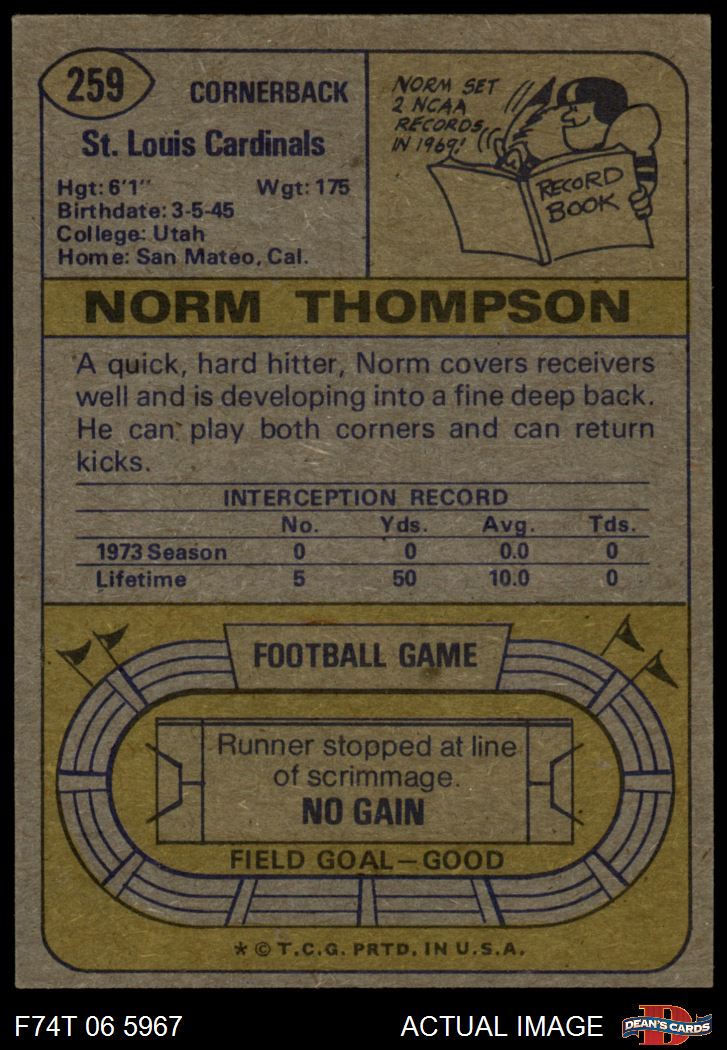 259
CORNERBACK
St. Louis Cardinals
Hgt: 6'1" Wgt: 175
Birthdate: 3-5-45
College: Utah
Home: San Mateo, Cal.
NORM SET
2 NCAA
RECORDS
IN 1969!
RECORD
BOOK
NORM THOMPSON
A quick, hard hitter, Norm covers receivers
well and is developing into a fine deep back.
He can play both corners and can return
kicks.
INTERCEPTION RECORD
No. Yds. Avg. Tds.
1973 Season 0 0 0.0 0
Lifetime 5 50 10.0 0
FOOTBALL GAME
Runner stopped at line
of scrimmage.
NO GAIN
FIELD GOAL—GOOD
* © T.C.G. PRTD. IN U.S.A.
F74T 06 5967 ACTUAL IMAGE
D
DEAN'S CARDS